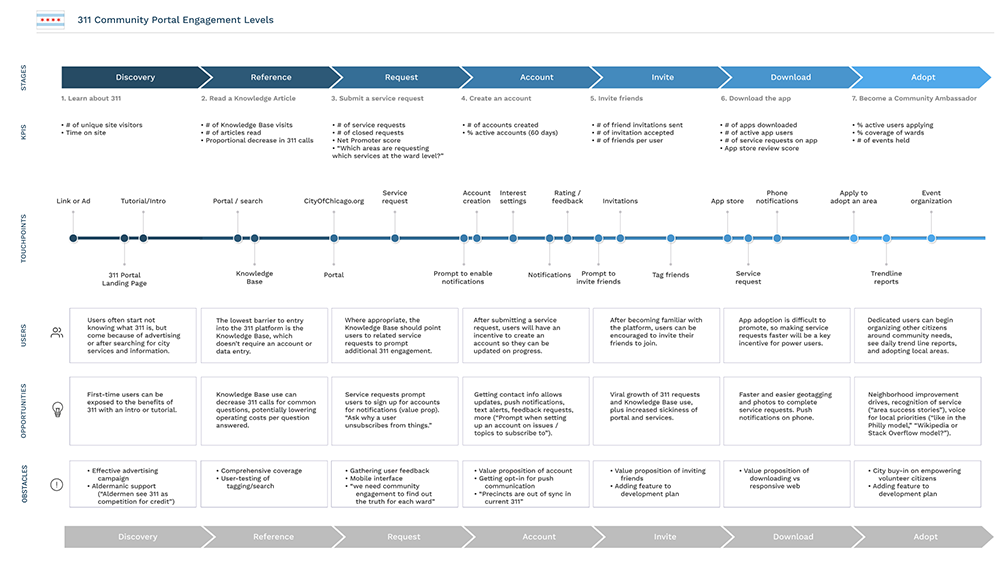 311 Community Portal Engagement Levels
STAGES
Discovery
Reference
Request
Account
Invite
Download
Adopt
1. Learn about 311
2. Read a Knowledge Article
3. Submit a service request
4. Create an account
5. Invite friends
6. Download the app
7. Become a Community Ambassador
KPIS
• # of unique site visitors
• Time on site
• # of Knowledge Base visits
• # of articles read
• Proportional decrease in 311 calls
• # of service requests
• # of closed requests
• Net Promoter score
• "Which areas are requesting
which services at the ward level?"
• # of accounts created
• % active accounts (60 days)
• # of friend invitations sent
• # of invitation accepted
• # of friends per user
• # of apps downloaded
• # of active app users
• # of service requests on app
• App store review score
• % active users applying
• % coverage of wards
• # of events held
TOUCHPOINTS
Link or Ad
Tutorial/Intro
Portal / search
CityOfChicago.org
Service
request
Account
creation
Interest
settings
Rating /
feedback
Invitations
App store
Phone
notifications
Apply to
adopt an area
Event
organization
311 Portal
Landing Page
Knowledge
Base
Portal
Prompt to enable
notifications
Notifications
Prompt to
invite friends
Tag friends
Service
request
Trendline
reports
USERS
Users often start not
knowing what 311 is, but
come because of advertising
or after searching for city
services and information.
The lowest barrier to entry
into the 311 platform is the
Knowledge Base, which
doesn't require an account or
data entry.
Where appropriate, the
Knowledge Base should point
users to related service
requests to prompt
additional 311 engagement.
After submitting a service
request, users will have an
incentive to create an
account so they can be
updated on progress.
After becoming familiar with
the platform, users can be
encouraged to invite their
friends to join.
App adoption is difficult to
promote, so making service
requests faster will be a key
incentive for power users.
Dedicated users can begin
organizing other citizens
around community needs,
see daily trend line reports,
and adopting local areas.
OPPORTUNITIES
First-time users can be
exposed to the benefits of
311 with an intro or tutorial.
Knowledge Base use can
decrease 311 calls for common
questions, potentially lowering
operating costs per question
answered.
Service requests prompt
users to sign up for accounts
for notifications (value prop).
"Ask why a user
unsubscribes from things."
Getting contact info allows
updates, push notifications,
text alerts, feedback requests,
more ("Prompt when setting
up an account on issues /
topics to subscribe to").
Viral growth of 311 requests
and Knowledge Base use,
plus increased sickiness of
portal and services.
Faster and easier geotagging
and photos to complete
service requests. Push
notifications on phone.
Neighborhood improvement
drives, recognition of service
("area success stories"), voice
for local priorities ("like in the
Philly model," "Wikipedia or
Stack Overflow model?").
OBSTACLES
• Effective advertising
campaign
• Aldermanic support
("Aldermen see 311 as
competition for credit")
• Comprehensive coverage
• User-testing of
tagging/search
• Gathering user feedback
• Mobile interface
• "we need community
engagement to find out
the truth for each ward"
• Value proposition of account
• Getting opt-in for push
communication
• "Precincts are out of sync in
current 311"
• Value proposition of inviting
friends
• Adding feature to
development plan
• Value proposition of
downloading vs
responsive web
• City buy-in on empowering
volunteer citizens
• Adding feature to
development plan
Discovery
Reference
Request
Account
Invite
Download
Adopt